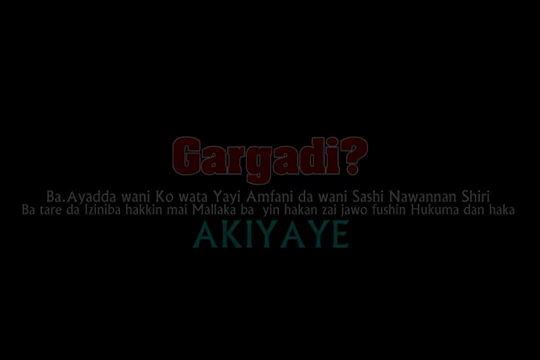 Gargadi?
Ba.Ayadda wani Ko wata Yayi Amfani da wani Sashi Nawannan Shiri
Ba tare da Iziniba hakkin mai Mallaka ba yin hakan zai jawo fushin Hukuma dan haka
AKIYAYE